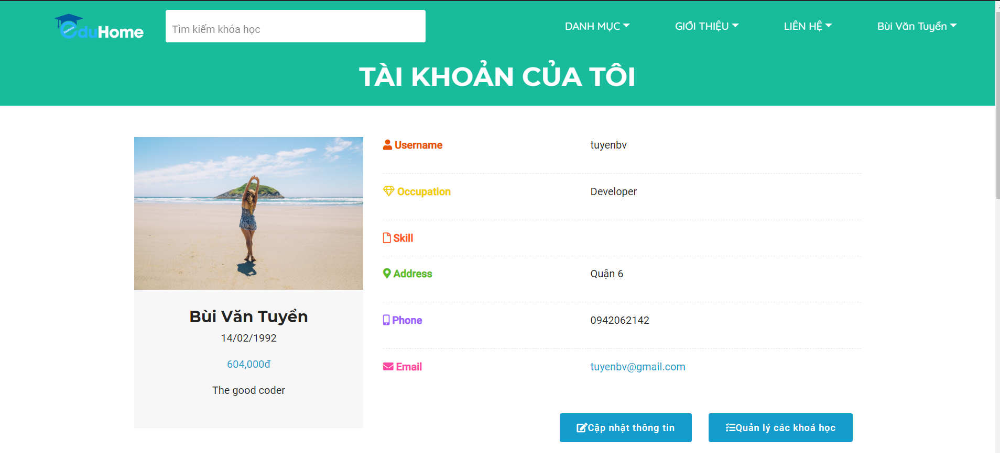 EduHome
Tìm kiếm khóa học
DANH MỤC
GIỚI THIỆU
LIÊN HỆ
Bùi Văn Tuyển
TÀI KHOẢN CỦA TÔI
Bùi Văn Tuyển
14/02/1992
604,000đ
The good coder
Username tuyenbv
Occupation Developer
Skill
Address Quận 6
Phone 0942062142
Email tuyenbv@gmail.com
Cập nhật thông tin
Quản lý các khoá học